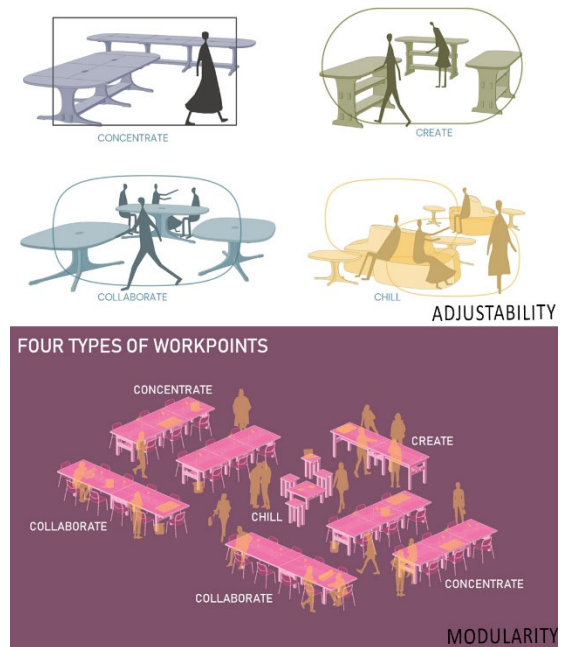 CONCENTRATE
CREATE
COLLABORATE
CHILL
ADJUSTABILITY
FOUR TYPES OF WORKPOINTS
CONCENTRATE
CREATE
COLLABORATE
CHILL
CONCENTRATE
COLLABORATE
MODULARITY